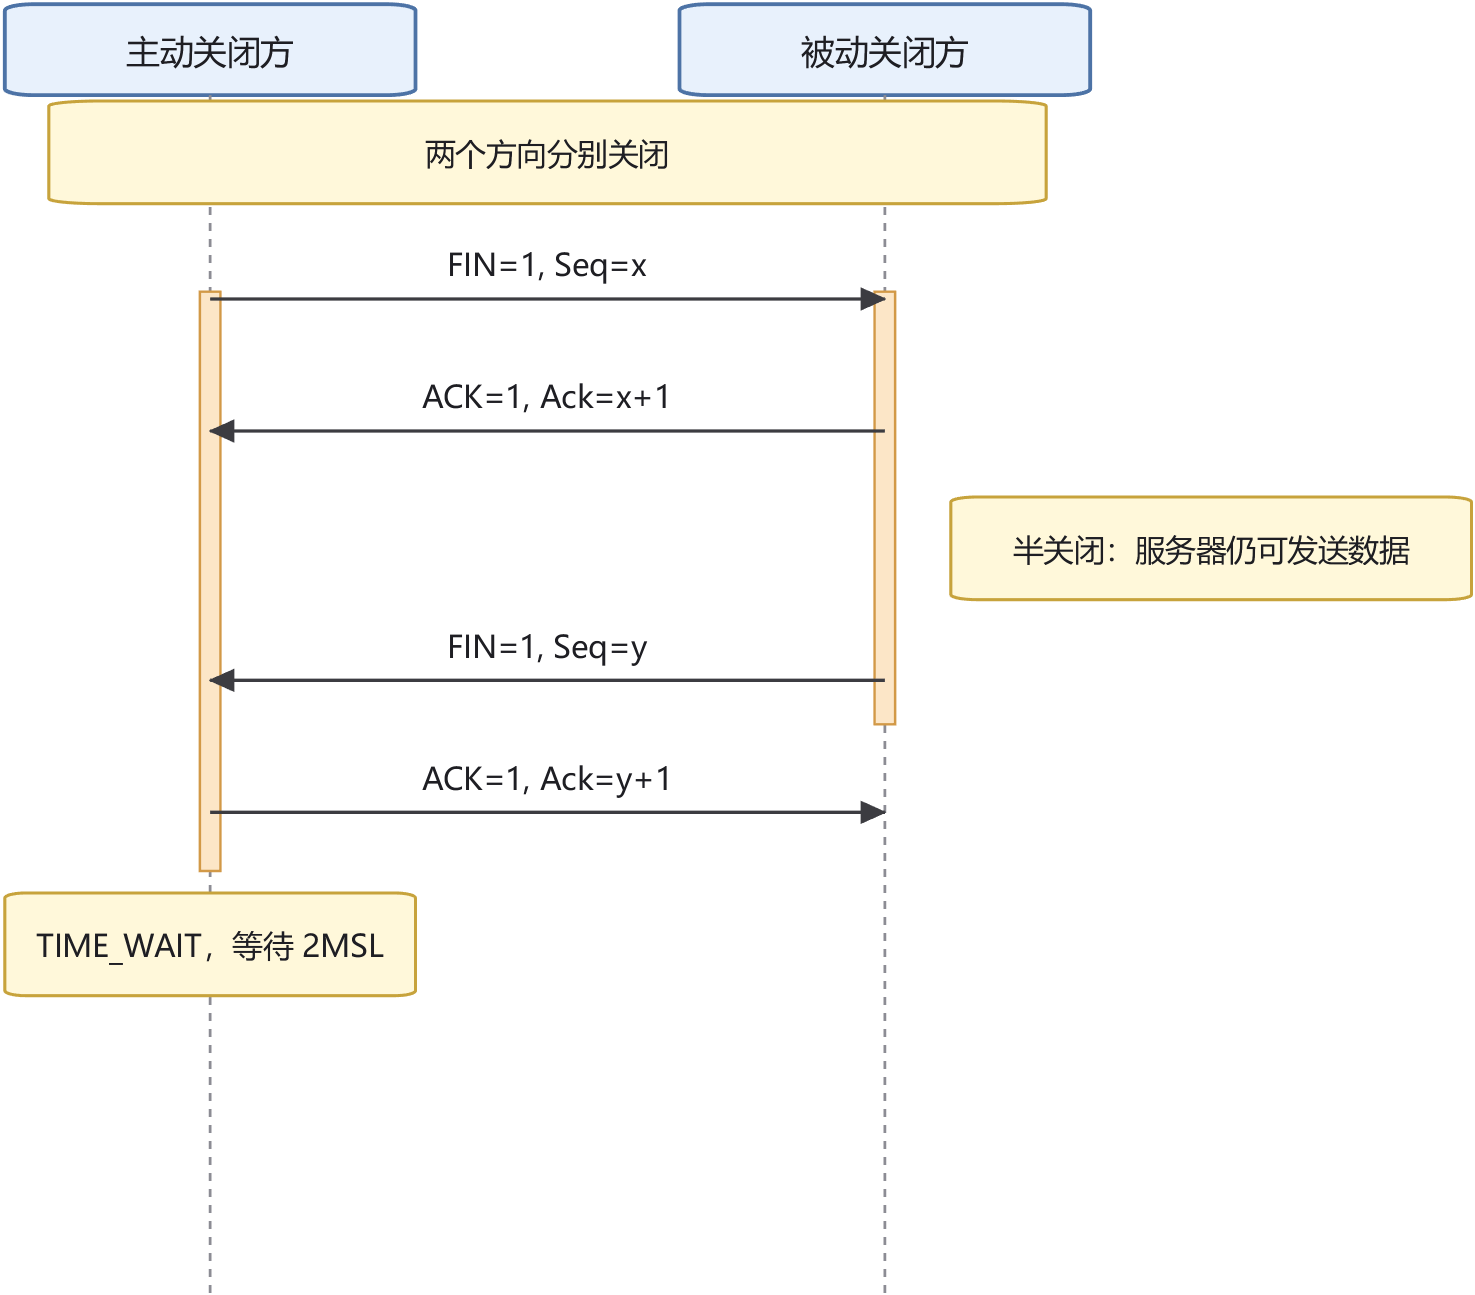 主动关闭方
被动关闭方
两个方向分别关闭
FIN=1, Seq=x
ACK=1, Ack=x+1
半关闭：服务器仍可发送数据
FIN=1, Seq=y
ACK=1, Ack=y+1
TIME_WAIT，等待 2MSL